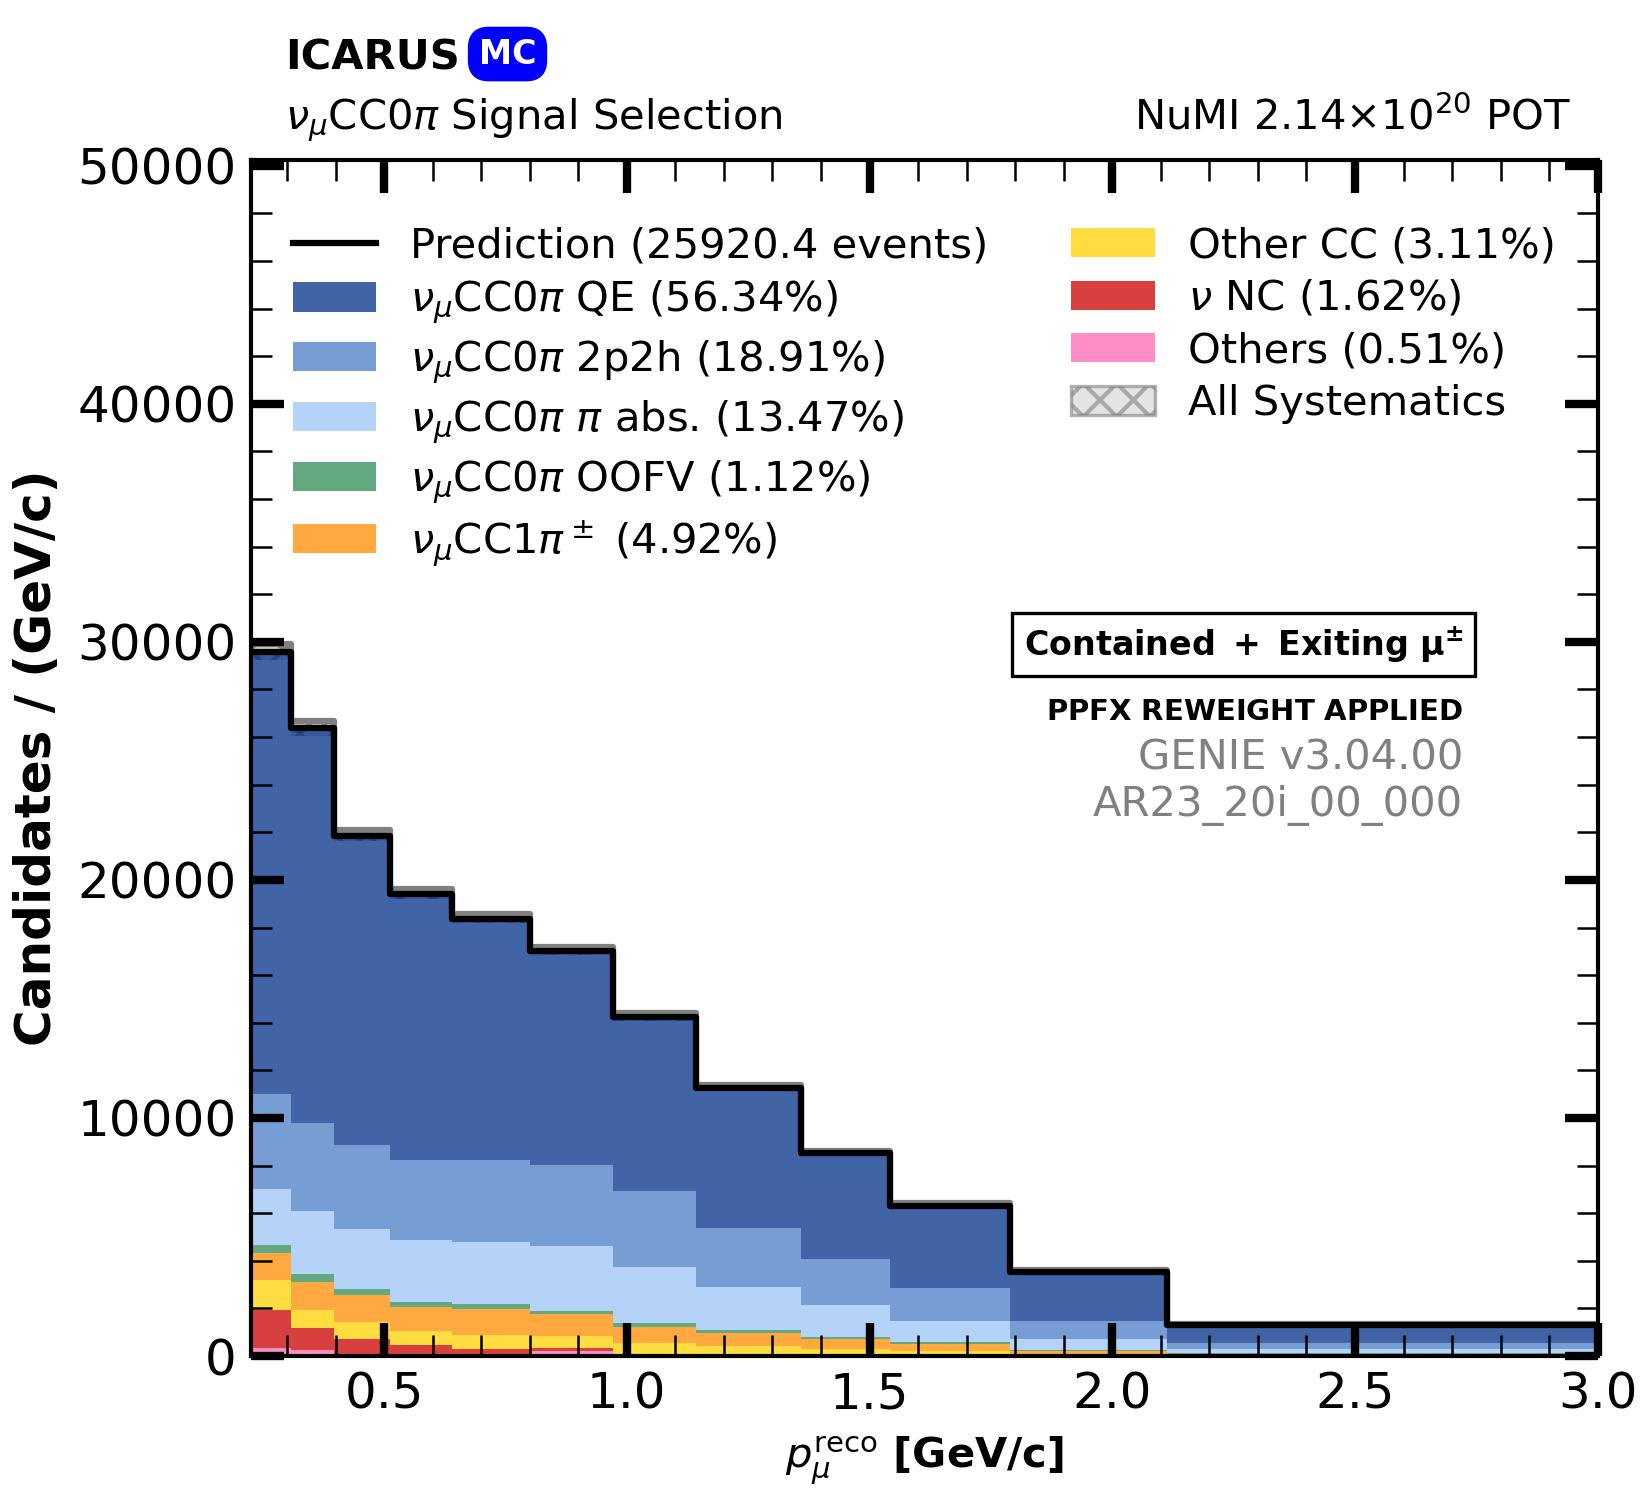 ICARUS MC
νμCC0π Signal Selection
NuMI 2.14×10²⁰ POT
50000
40000
30000
20000
10000
0
Candidates / (GeV/c)
Prediction (25920.4 events)
νμCC0π QE (56.34%)
νμCC0π 2p2h (18.91%)
νμCC0π π abs. (13.47%)
νμCC0π OOFV (1.12%)
νμCC1π± (4.92%)
Other CC (3.11%)
ν NC (1.62%)
Others (0.51%)
All Systematics
Contained + Exiting μ±
PPFX REWEIGHT APPLIED
GENIE v3.04.00
AR23_20i_00_000
0.5 1.0 1.5 2.0 2.5 3.0
pμ^reco [GeV/c]